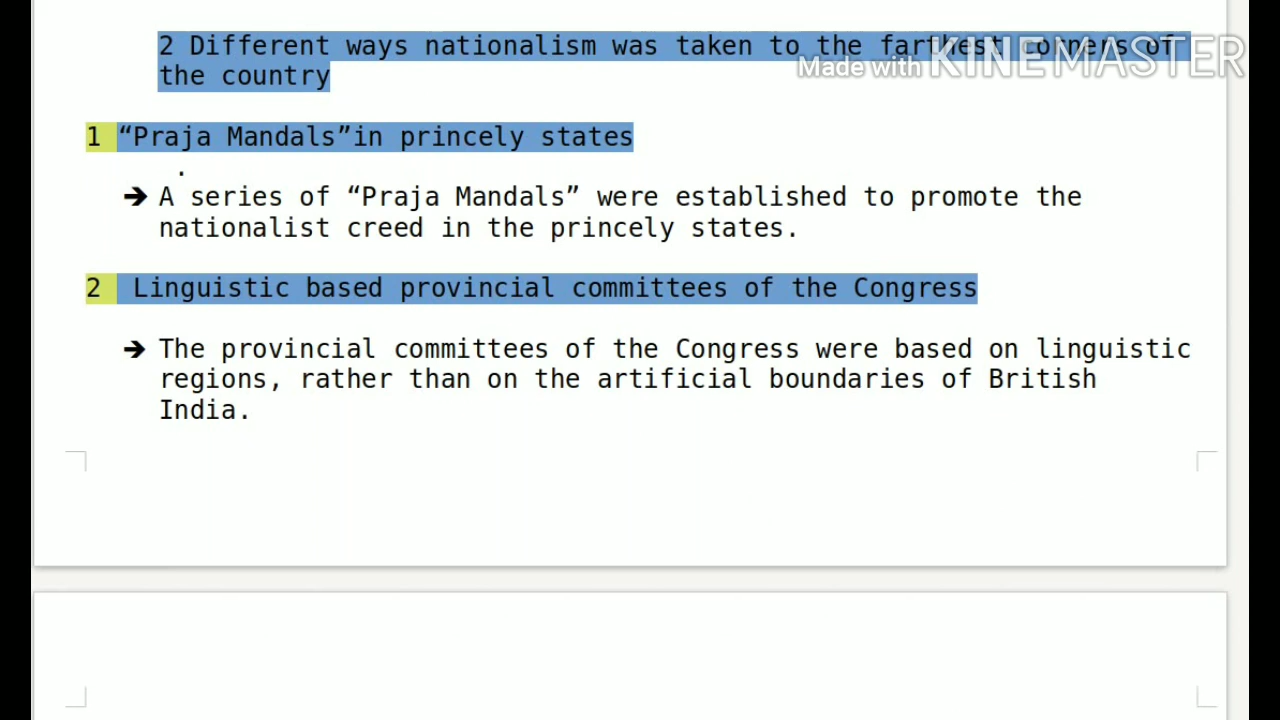 2 Different ways nationalism was taken to the farthest corners of
the country
Made with KINEMASTER
1 “Praja Mandals”in princely states
.
➔ A series of “Praja Mandals” were established to promote the
nationalist creed in the princely states.
2 Linguistic based provincial committees of the Congress
➔ The provincial committees of the Congress were based on linguistic
regions, rather than on the artificial boundaries of British
India.